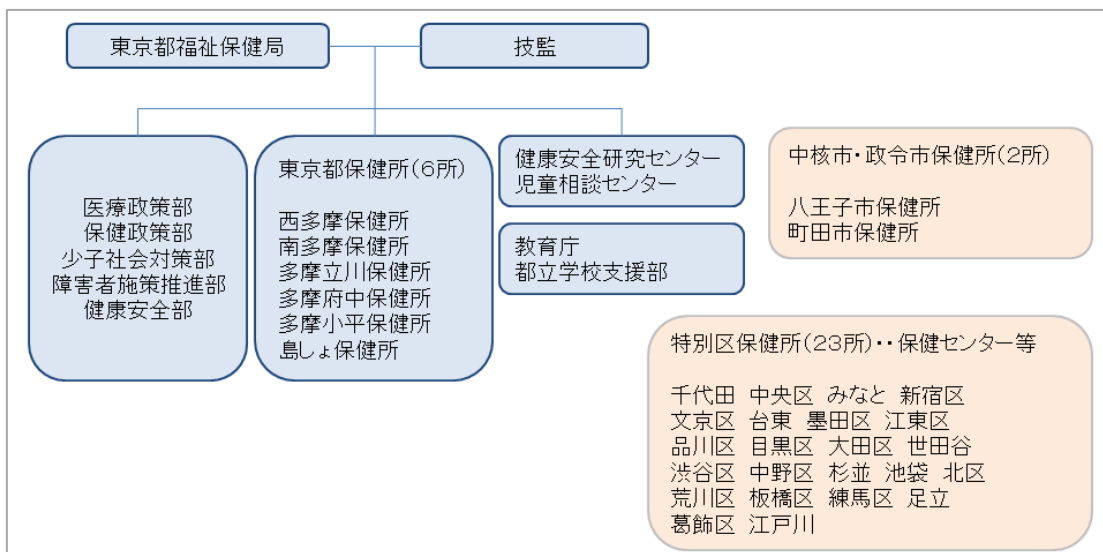 東京都福祉保健局
技監
医療政策部
保健政策部
少子社会対策部
障害者施策推進部
健康安全部
東京都保健所(6所)
西多摩保健所
南多摩保健所
多摩立川保健所
多摩府中保健所
多摩小平保健所
島しょ保健所
健康安全研究センター
児童相談センター
教育庁
都立学校支援部
中核市・政令市保健所(2所)
八王子市保健所
町田市保健所
特別区保健所(23所)・・保健センター等
千代田 中央区 みなと 新宿区
文京区 台東 墨田区 江東区
品川区 目黒区 大田区 世田谷
渋谷区 中野区 杉並 池袋 北区
荒川区 板橋区 練馬区 足立
葛飾区 江戸川